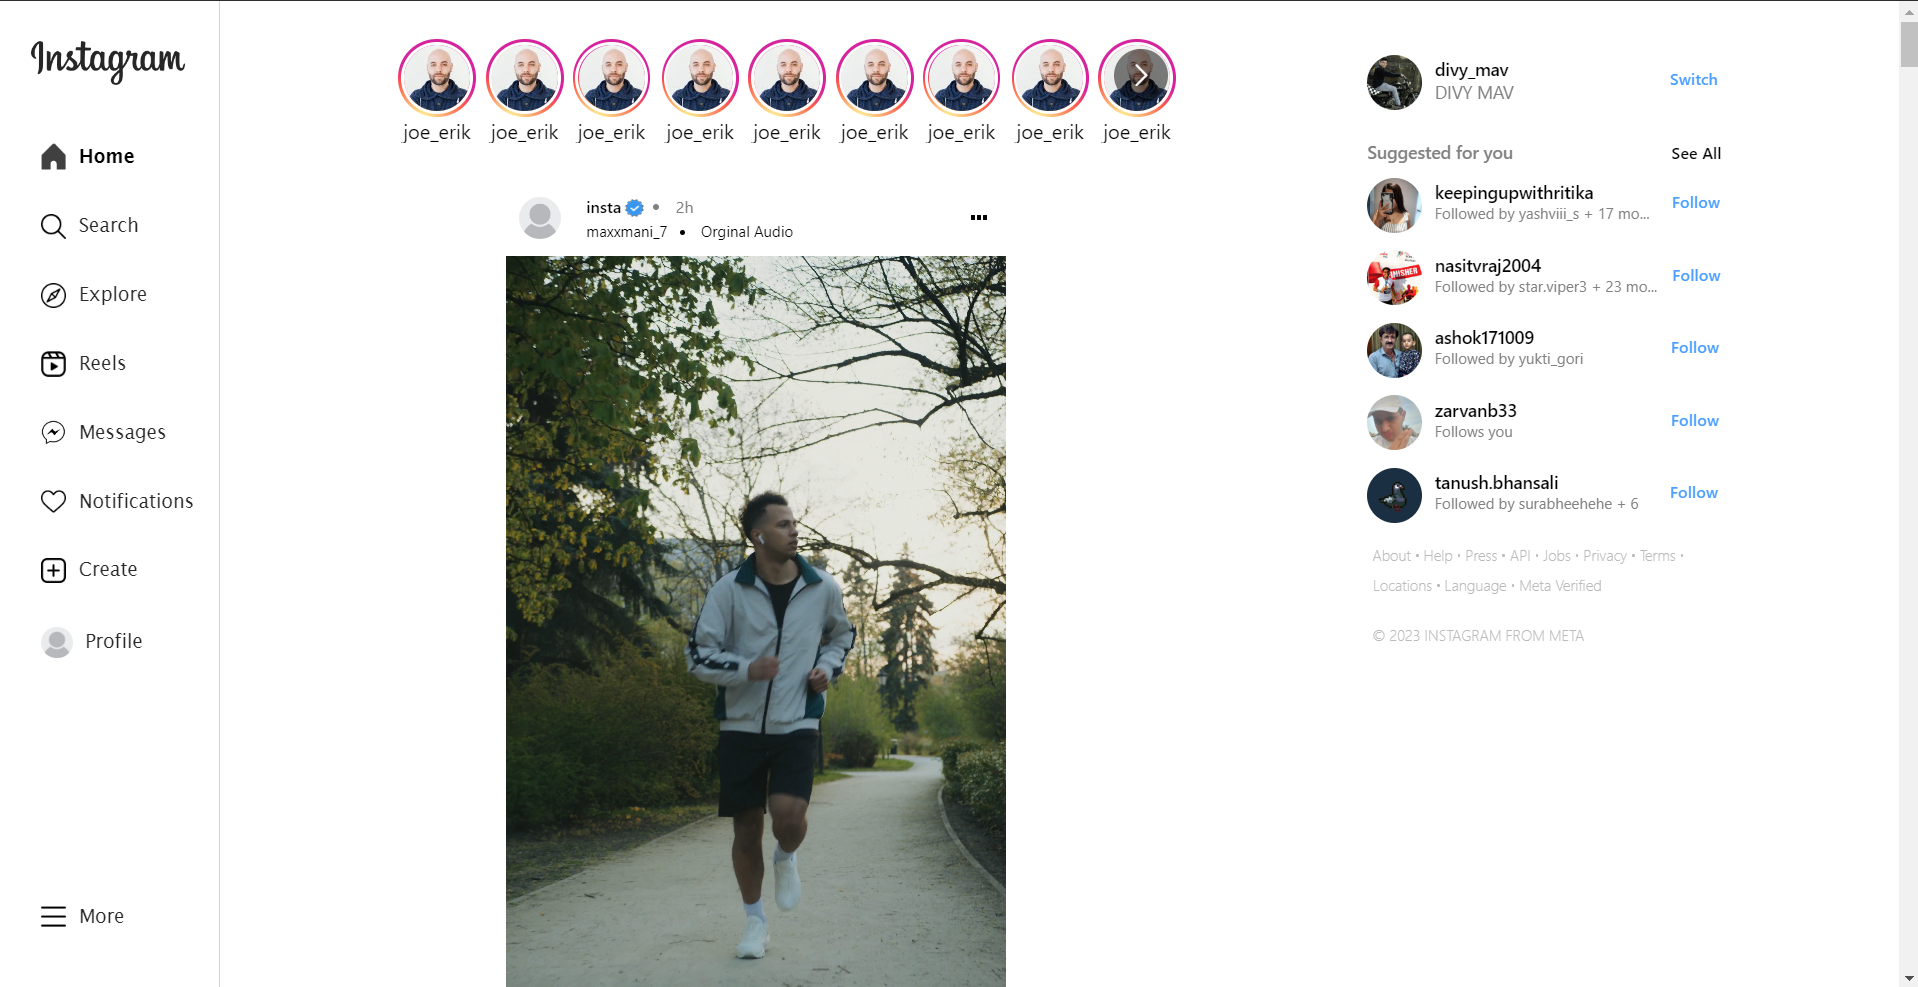 Instagram
Home
Search
Explore
Reels
Messages
Notifications
Create
Profile
More
joe_erik joe_erik joe_erik joe_erik joe_erik joe_erik joe_erik joe_erik joe_erik
insta • 2h
maxxmani_7 • Orginal Audio
divy_mav
DIVY MAV
Switch
Suggested for you See All
keepingupwithritika
Followed by yashviii_s + 17 mo...
Follow
nasitvraj2004
Followed by star.viper3 + 23 mo...
Follow
ashok171009
Followed by yukti_gori
Follow
zarvanb33
Follows you
Follow
tanush.bhansali
Followed by surabheehehe + 6
Follow
About • Help • Press • API • Jobs • Privacy • Terms •
Locations • Language • Meta Verified
© 2023 INSTAGRAM FROM META